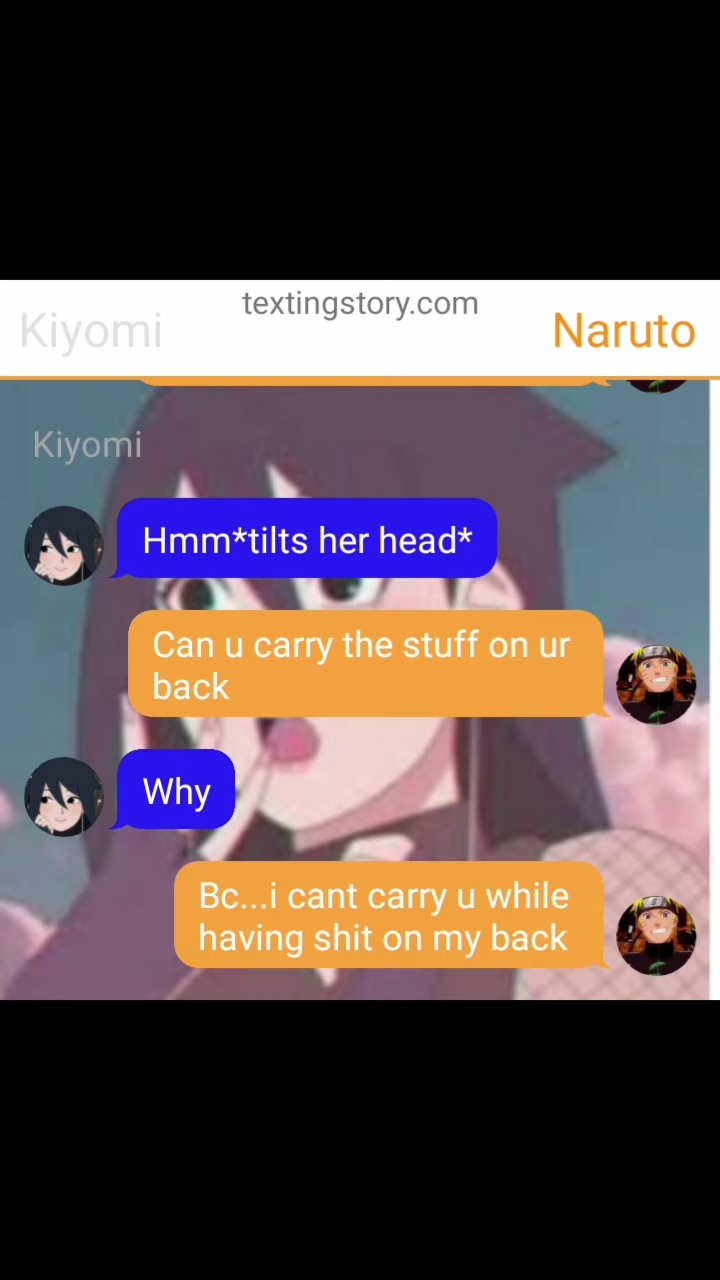 textingstory.com
Kiyomi
Naruto
Kiyomi
Hmm*tilts her head*
Can u carry the stuff on ur
back
Why
Bc...i cant carry u while
having shit on my back